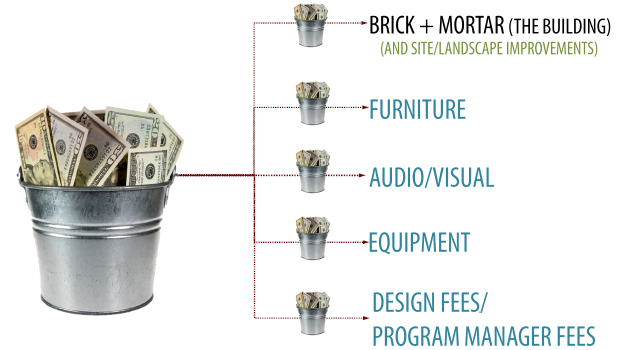 BRICK + MORTAR (THE BUILDING)
(AND SITE/LANDSCAPE IMPROVEMENTS)
FURNITURE
AUDIO/VISUAL
EQUIPMENT
DESIGN FEES/
PROGRAM MANAGER FEES